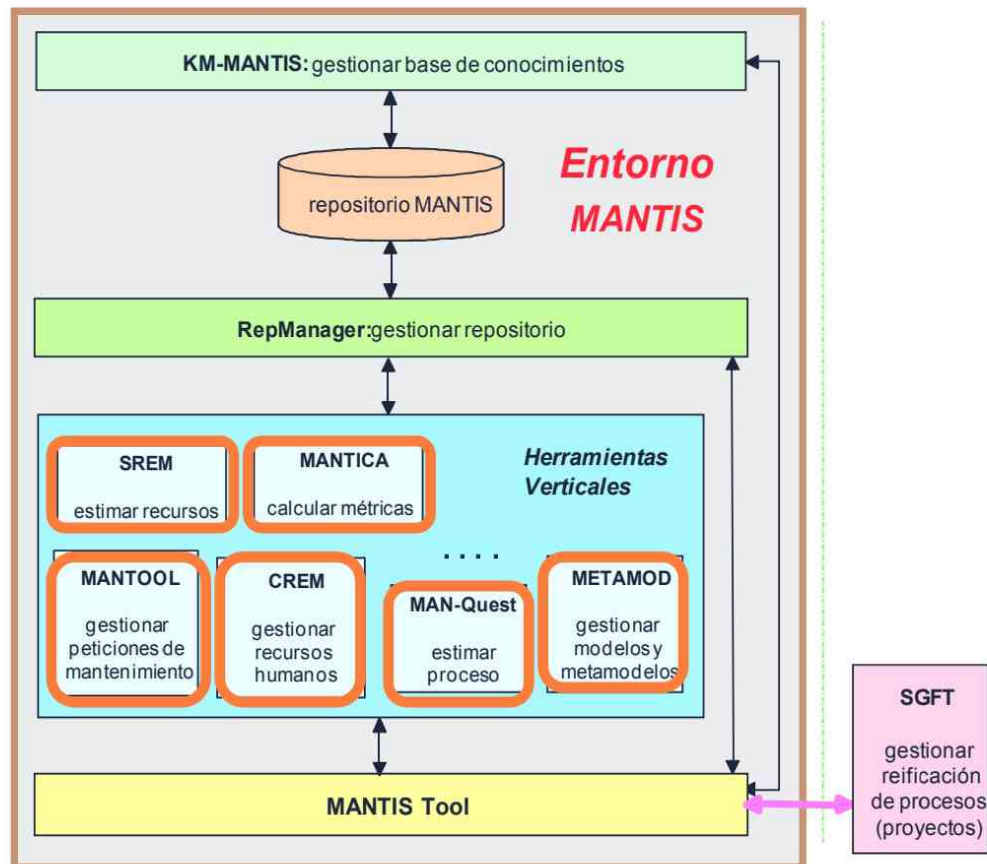 KM-MANTIS: gestionar base de conocimientos
Entorno
MANTIS
repositorio MANTIS
RepManager:gestionar repositorio
Herramientas
Verticales
SREM
estimar recursos
MANTICA
calcular métricas
. . . .
MANTOOL
gestionar
peticiones de
mantenimiento
CREM
gestionar
recursos
humanos
MAN-Quest
estimar
proceso
METAMOD
gestionar
modelos y
metamodelos
MANTIS Tool
SGFT
gestionar
reificación
de procesos
(proyectos)